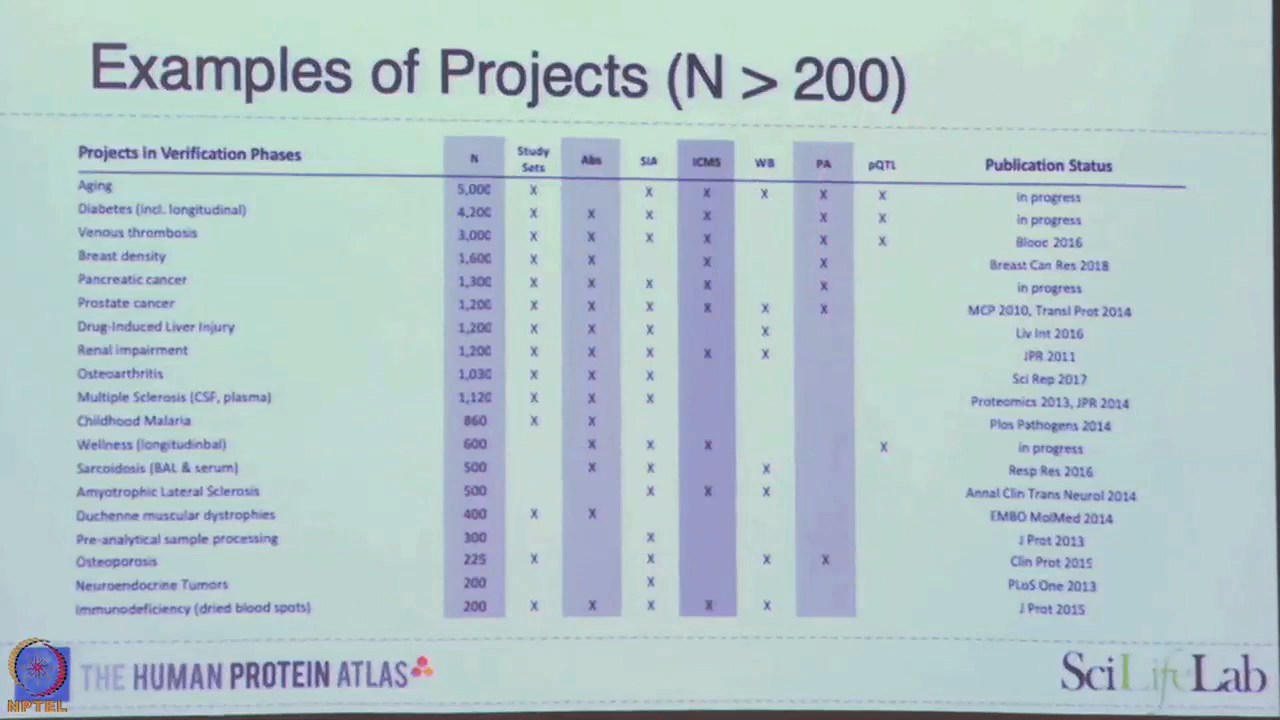 Examples of Projects (N > 200)
Projects in Verification Phases N Study Sets Abs SIA ICMS WB PA pQTL Publication Status
Aging 5,000 X X X X X X in progress
Diabetes (incl. longitudinal) 4,200 X X X X X X in progress
Venous thrombosis 3,000 X X X X X X Blood 2016
Breast density 1,600 X X X X Breast Can Res 2018
Pancreatic cancer 1,300 X X X X X in progress
Prostate cancer 1,200 X X X X X X MCP 2010, Transl Prot 2014
Drug-Induced Liver Injury 1,200 X X X X Liv Int 2016
Renal impairment 1,200 X X X X X JPR 2011
Osteoarthritis 1,030 X X X Sci Rep 2017
Multiple Sclerosis (CSF, plasma) 1,120 X X X Proteomics 2013, JPR 2014
Childhood Malaria 860 X X Plos Pathogens 2014
Wellness (longitudinbal) 600 X X X X in progress
Sarcoidosis (BAL & serum) 500 X X X Resp Res 2016
Amyotrophic Lateral Sclerosis 500 X X X Annal Clin Trans Neurol 2014
Duchenne muscular dystrophies 400 X X EMBO MolMed 2014
Pre-analytical sample processing 300 X J Prot 2013
Osteoporosis 225 X X X X Clin Prot 2015
Neuroendocrine Tumors 200 X PLoS One 2013
Immunodeficiency (dried blood spots) 200 X X X X X J Prot 2015
THE HUMAN PROTEIN ATLAS
SciLifeLab
NPTEL